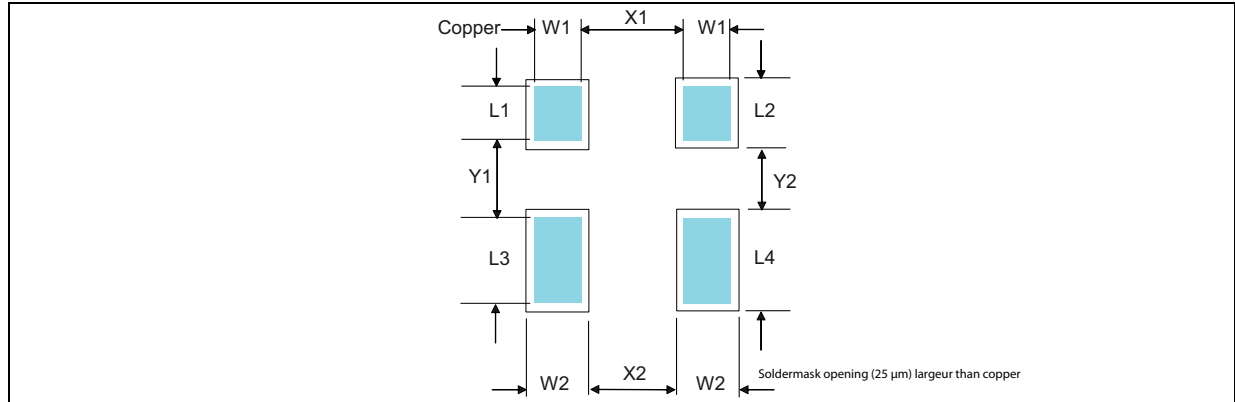 Copper W1 X1 W1
L1 L2
Y1 Y2
L3 L4
W2 X2 W2
Soldermask opening (25 µm) largeur than copper